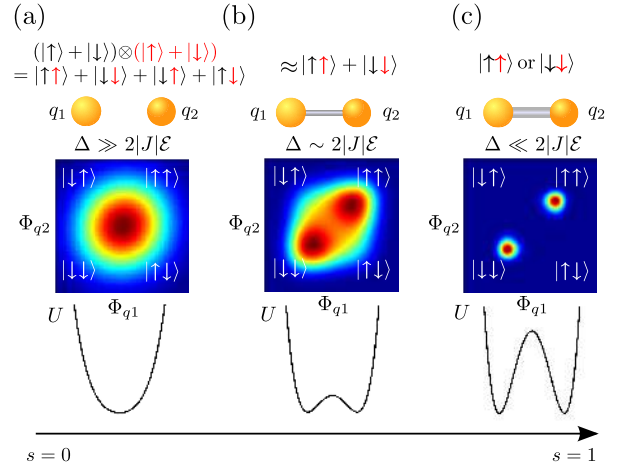 (a)
(|↑⟩ + |↓⟩)⊗(|↑⟩ + |↓⟩)
= |↑↑⟩ + |↓↓⟩ + |↓↑⟩ + |↑↓⟩
q1 q2
Δ ≫ 2|J|ℰ
|↓↑⟩ |↑↑⟩
Φq2
|↓↓⟩ |↑↓⟩
Φq1
U
(b)
≈|↑↑⟩ + |↓↓⟩
q1 q2
Δ ∼ 2|J|ℰ
|↓↑⟩ |↑↑⟩
Φq2
|↓↓⟩ |↑↓⟩
Φq1
U
(c)
|↑↑⟩ or |↓↓⟩
q1 q2
Δ ≪ 2|J|ℰ
|↓↑⟩ |↑↑⟩
Φq2
|↓↓⟩ |↑↓⟩
Φq1
U
s = 0 s = 1